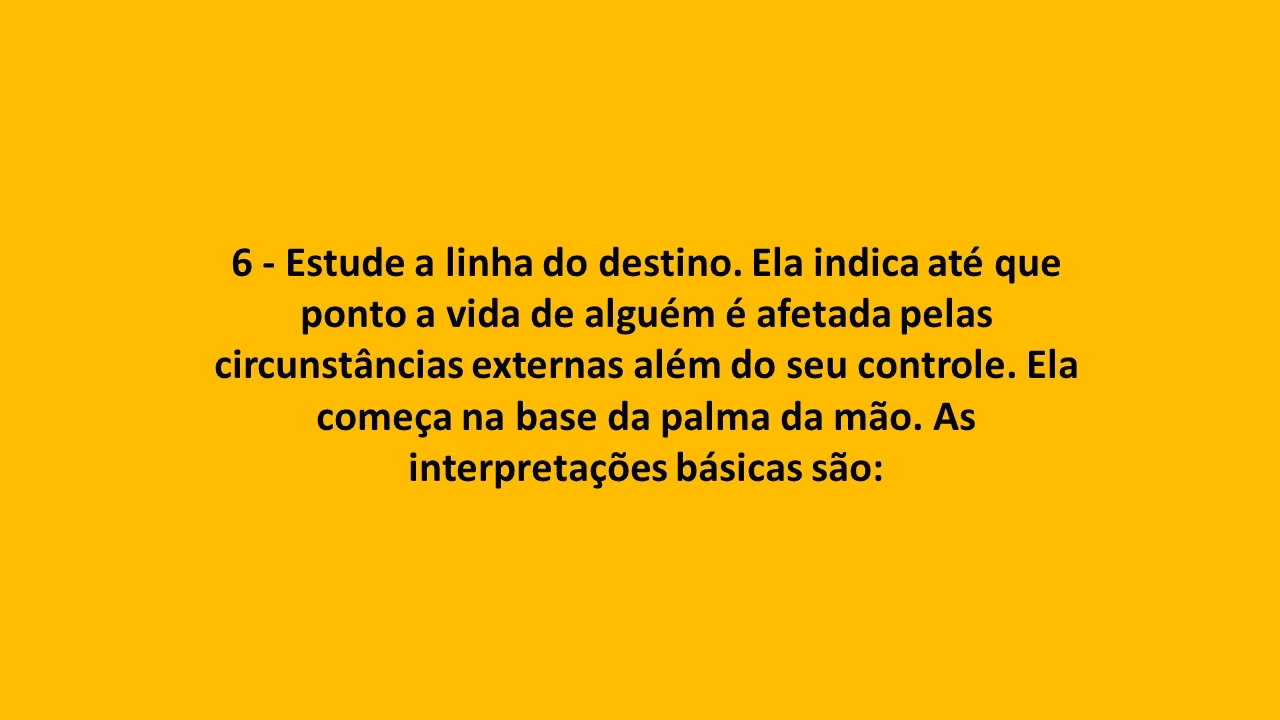 6 - Estude a linha do destino. Ela indica até que
ponto a vida de alguém é afetada pelas
circunstâncias externas além do seu controle. Ela
começa na base da palma da mão. As
interpretações básicas são: